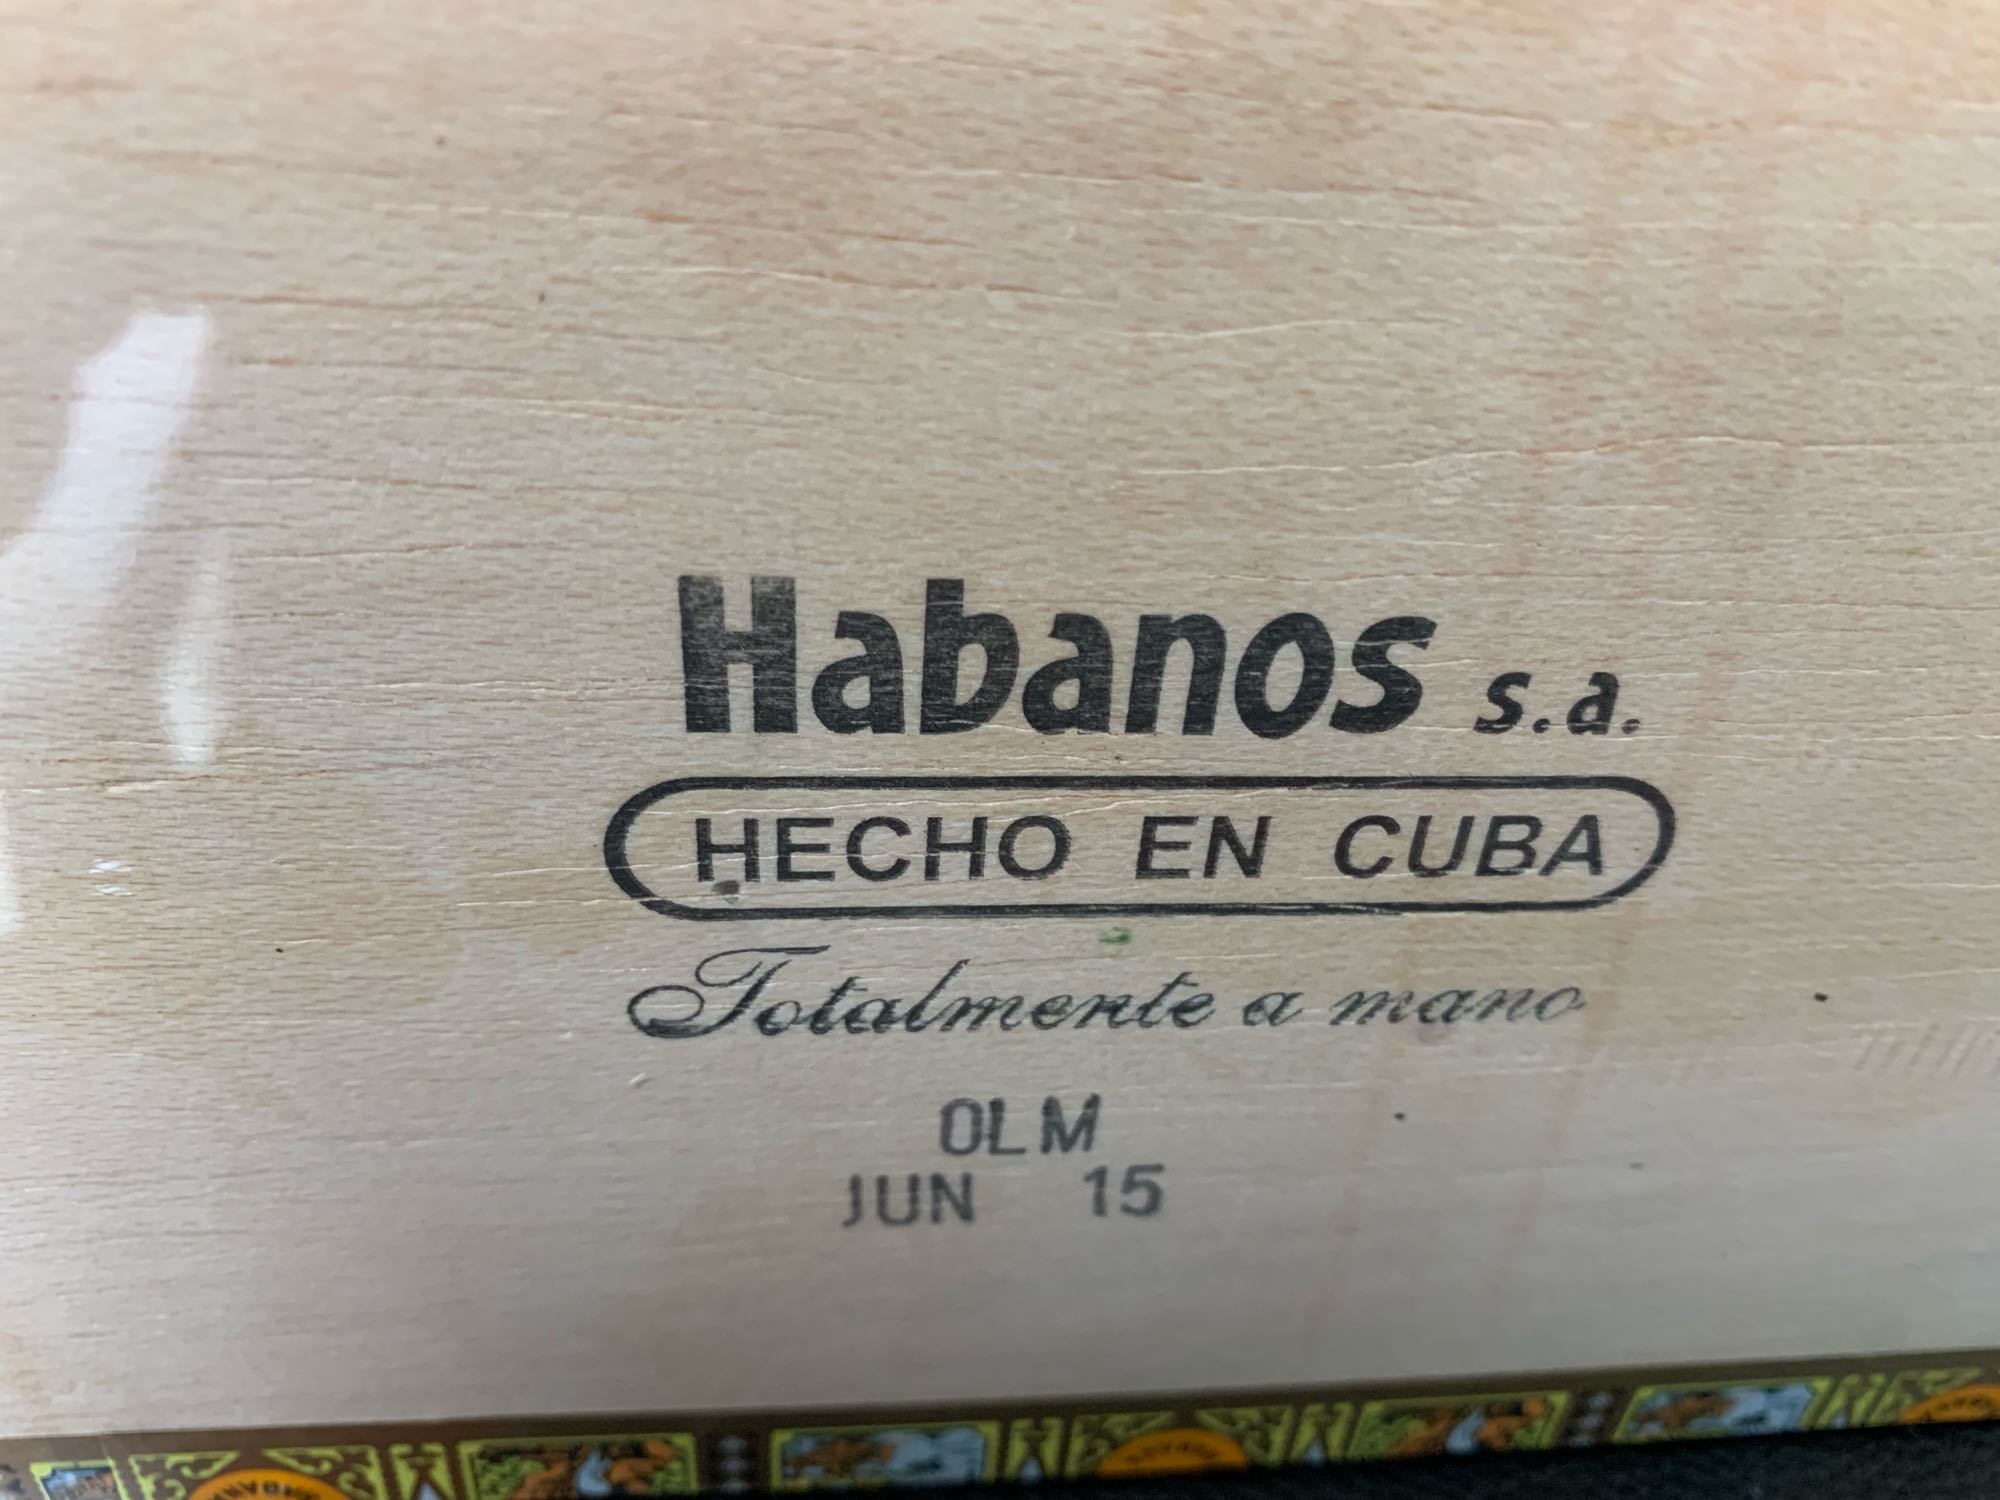 Habanos s.a.
HECHO EN CUBA
Totalmente a mano
OLM
JUN 15